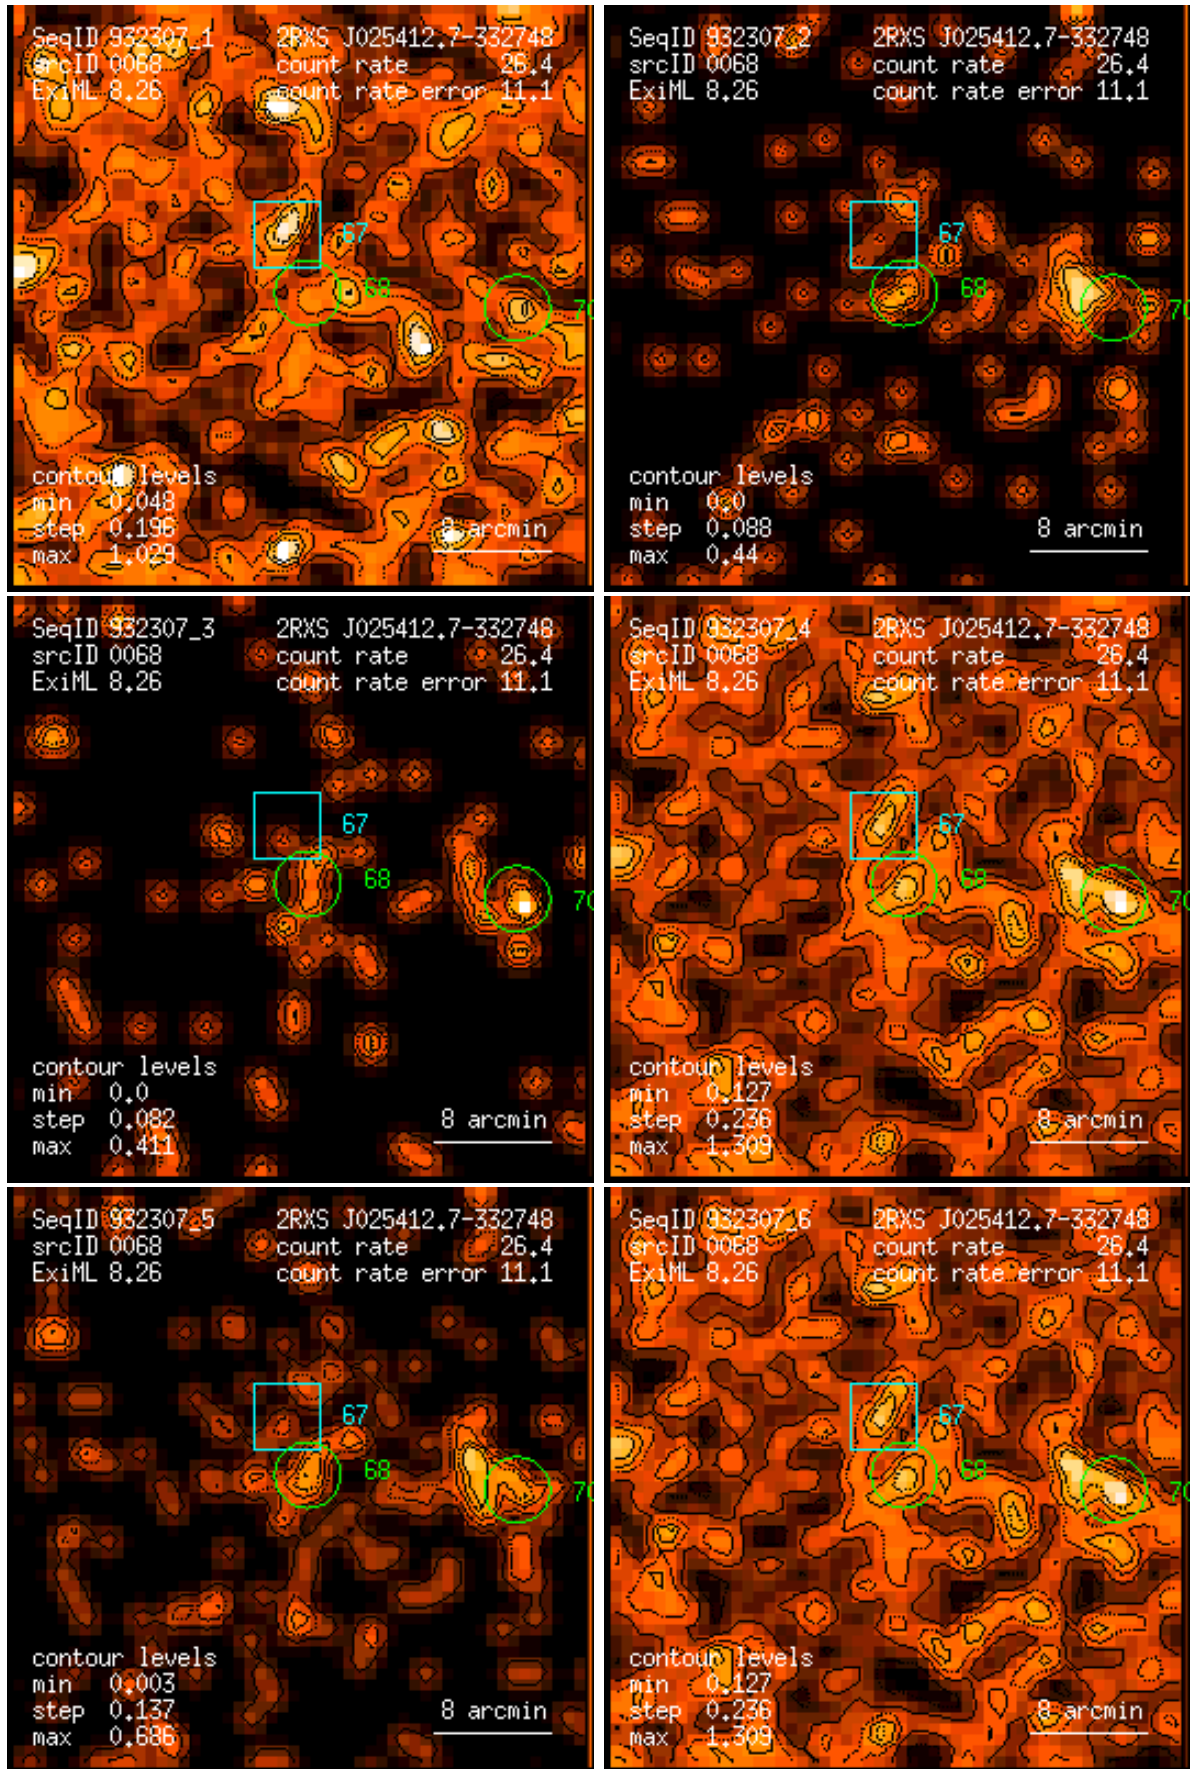 SeqID 932307_1 2RXS J025412.7-332748
srcID 0068 count rate 26.4
ExiML 8.26 count rate error 11.1
67
68
70
contour levels
min 0.048
step 0.196 8 arcmin
max 1.029
SeqID 932307_2 2RXS J025412.7-332748
srcID 0068 count rate 26.4
ExiML 8.26 count rate error 11.1
67
68
70
contour levels
min 0.0
step 0.088 8 arcmin
max 0.44
SeqID 932307_3 2RXS J025412.7-332748
srcID 0068 count rate 26.4
ExiML 8.26 count rate error 11.1
67
68
70
contour levels
min 0.0
step 0.082 8 arcmin
max 0.411
SeqID 932307_4 2RXS J025412.7-332748
srcID 0068 count rate 26.4
ExiML 8.26 count rate error 11.1
67
68
70
contour levels
min 0.127
step 0.236 8 arcmin
max 1.309
SeqID 932307_5 2RXS J025412.7-332748
srcID 0068 count rate 26.4
ExiML 8.26 count rate error 11.1
67
68
70
contour levels
min 0.003
step 0.137 8 arcmin
max 0.686
SeqID 932307_6 2RXS J025412.7-332748
srcID 0068 count rate 26.4
ExiML 8.26 count rate error 11.1
67
68
70
contour levels
min 0.127
step 0.236 8 arcmin
max 1.309